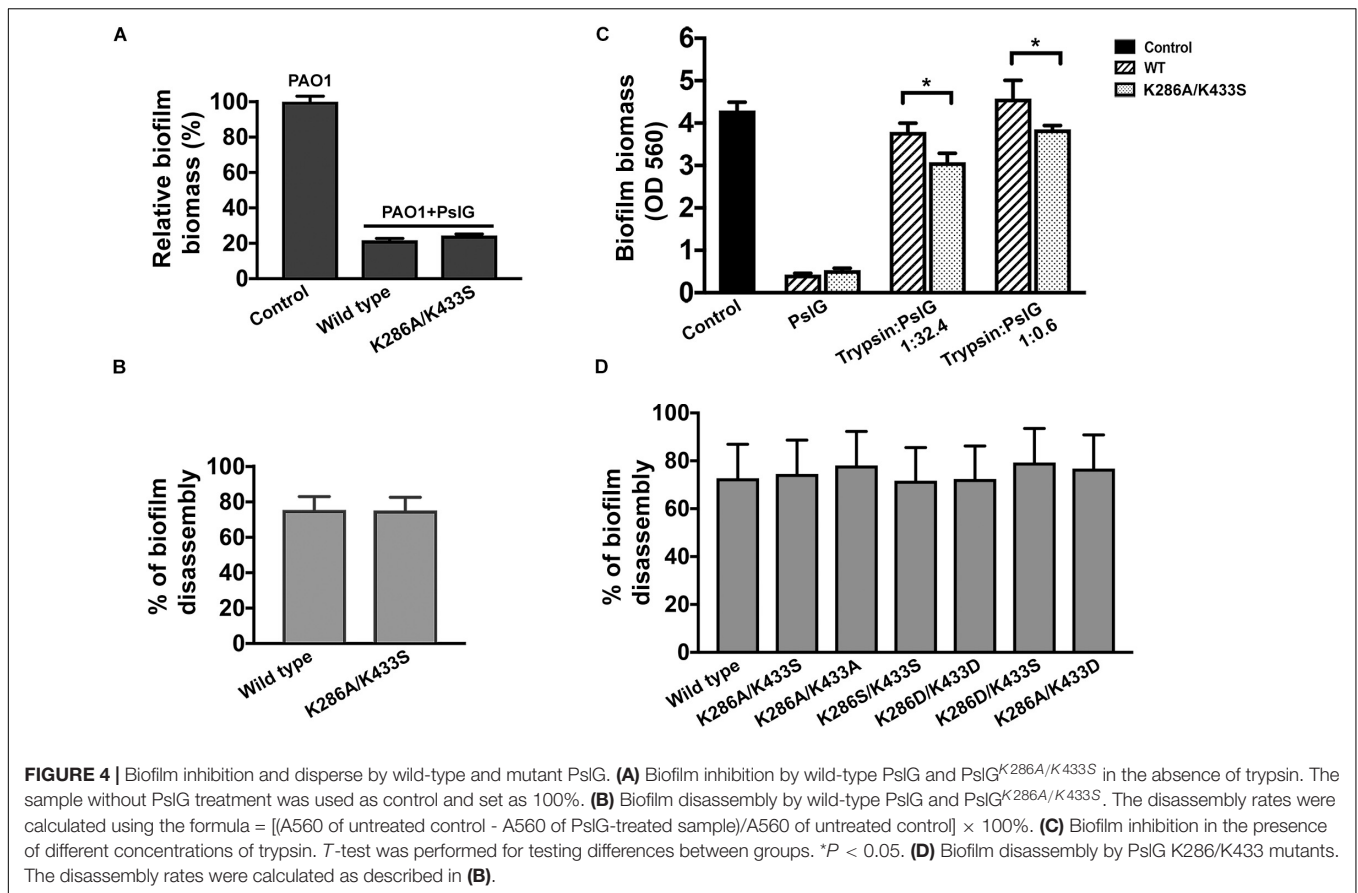 A
Relative biofilm
biomass (%)
100
80
60
40
20
0
PAO1
PAO1+PslG
Control
Wild type
K286A/K433S
C
Biofilm biomass
(OD 560)
6
5
4
3
2
1
0
*
*
Control
WT
K286A/K433S
Control
PslG
Trypsin:PslG
1:32.4
Trypsin:PslG
1:0.6
B
% of biofilm
disassembly
100
80
60
40
20
0
Wild type
K286A/K433S
D
% of biofilm
disassembly
100
80
60
40
20
0
Wild type
K286A/K433S
K286A/K433A
K286S/K433S
K286D/K433D
K286D/K433S
K286A/K433D
FIGURE 4 | Biofilm inhibition and disperse by wild-type and mutant PslG. (A) Biofilm inhibition by wild-type PslG and PslG^K286A/K433S in the absence of trypsin. The
sample without PslG treatment was used as control and set as 100%. (B) Biofilm disassembly by wild-type PslG and PslG^K286A/K433S. The disassembly rates were
calculated using the formula = [(A560 of untreated control - A560 of PslG-treated sample)/A560 of untreated control] × 100%. (C) Biofilm inhibition in the presence
of different concentrations of trypsin. T-test was performed for testing differences between groups. *P < 0.05. (D) Biofilm disassembly by PslG K286/K433 mutants.
The disassembly rates were calculated as described in (B).